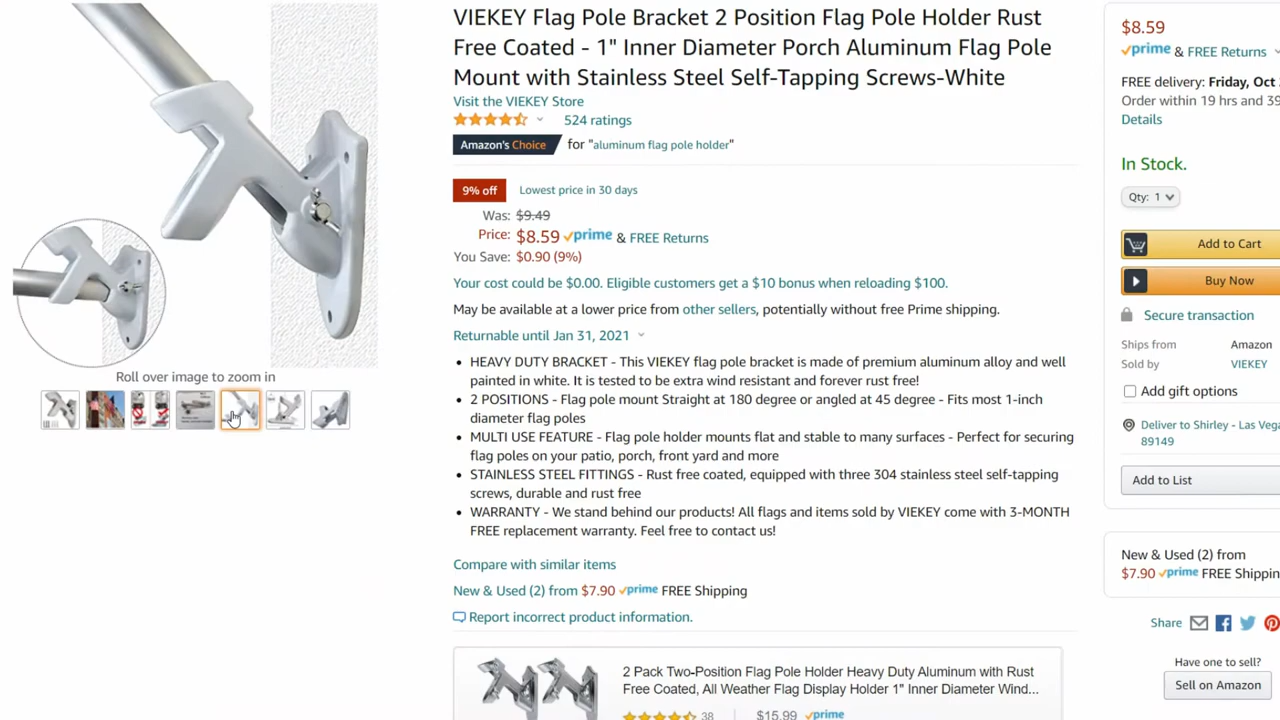 VIEKEY Flag Pole Bracket 2 Position Flag Pole Holder Rust
Free Coated - 1" Inner Diameter Porch Aluminum Flag Pole
Mount with Stainless Steel Self-Tapping Screws-White
Visit the VIEKEY Store
524 ratings
Amazon's Choice for "aluminum flag pole holder"
9% off Lowest price in 30 days
Was: $9.49
Price: $8.59 prime & FREE Returns
You Save: $0.90 (9%)
Your cost could be $0.00. Eligible customers get a $10 bonus when reloading $100.
May be available at a lower price from other sellers, potentially without free Prime shipping.
Returnable until Jan 31, 2021
• HEAVY DUTY BRACKET - This VIEKEY flag pole bracket is made of premium aluminum alloy and well
painted in white. It is tested to be extra wind resistant and forever rust free!
• 2 POSITIONS - Flag pole mount Straight at 180 degree or angled at 45 degree - Fits most 1-inch
diameter flag poles
• MULTI USE FEATURE - Flag pole holder mounts flat and stable to many surfaces - Perfect for securing
flag poles on your patio, porch, front yard and more
• STAINLESS STEEL FITTINGS - Rust free coated, equipped with three 304 stainless steel self-tapping
screws, durable and rust free
• WARRANTY - We stand behind our products! All flags and items sold by VIEKEY come with 3-MONTH
FREE replacement warranty. Feel free to contact us!
Compare with similar items
New & Used (2) from $7.90 prime FREE Shipping
Report incorrect product information.
2 Pack Two-Position Flag Pole Holder Heavy Duty Aluminum with Rust
Free Coated, All Weather Flag Display Holder 1" Inner Diameter Wind...
38 $15.99 prime
Roll over image to zoom in
$8.59
prime & FREE Returns
FREE delivery: Friday, Oct
Order within 19 hrs and 39
Details
In Stock.
Qty: 1
Add to Cart
Buy Now
Secure transaction
Ships from Amazon
Sold by VIEKEY
Add gift options
Deliver to Shirley - Las Vega
89149
Add to List
New & Used (2) from
$7.90 prime FREE Shippin
Share
Have one to sell?
Sell on Amazon